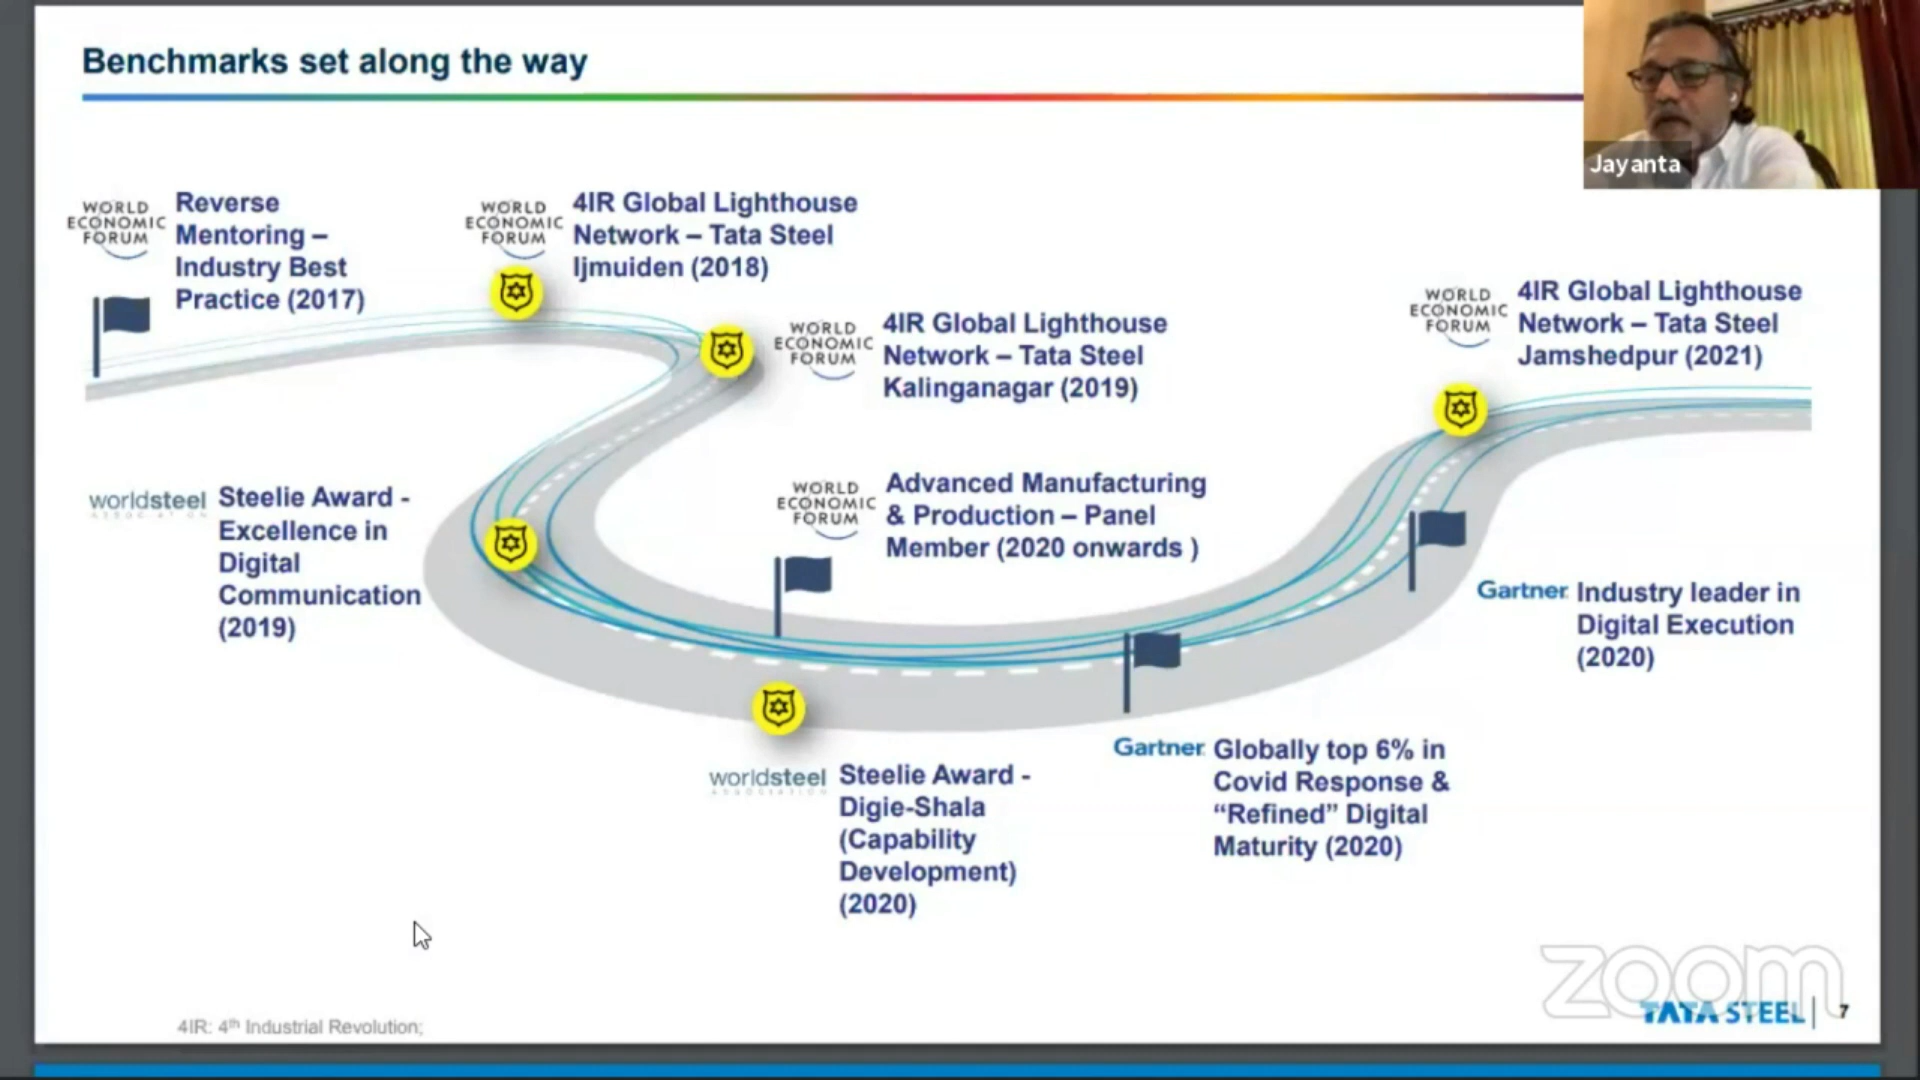 Benchmarks set along the way
Jayanta
WORLD
ECONOMIC
FORUM
Reverse
Mentoring –
Industry Best
Practice (2017)
WORLD
ECONOMIC
FORUM
4IR Global Lighthouse
Network – Tata Steel
Ijmuiden (2018)
WORLD
ECONOMIC
FORUM
4IR Global Lighthouse
Network – Tata Steel
Kalinganagar (2019)
WORLD
ECONOMIC
FORUM
4IR Global Lighthouse
Network – Tata Steel
Jamshedpur (2021)
worldsteel
ASSOCIATION
Steelie Award -
Excellence in
Digital
Communication
(2019)
WORLD
ECONOMIC
FORUM
Advanced Manufacturing
& Production – Panel
Member (2020 onwards )
Gartner
Industry leader in
Digital Execution
(2020)
worldsteel
ASSOCIATION
Steelie Award -
Digie-Shala
(Capability
Development)
(2020)
Gartner
Globally top 6% in
Covid Response &
“Refined” Digital
Maturity (2020)
zoom
TATA STEEL | 7
4IR: 4th Industrial Revolution;